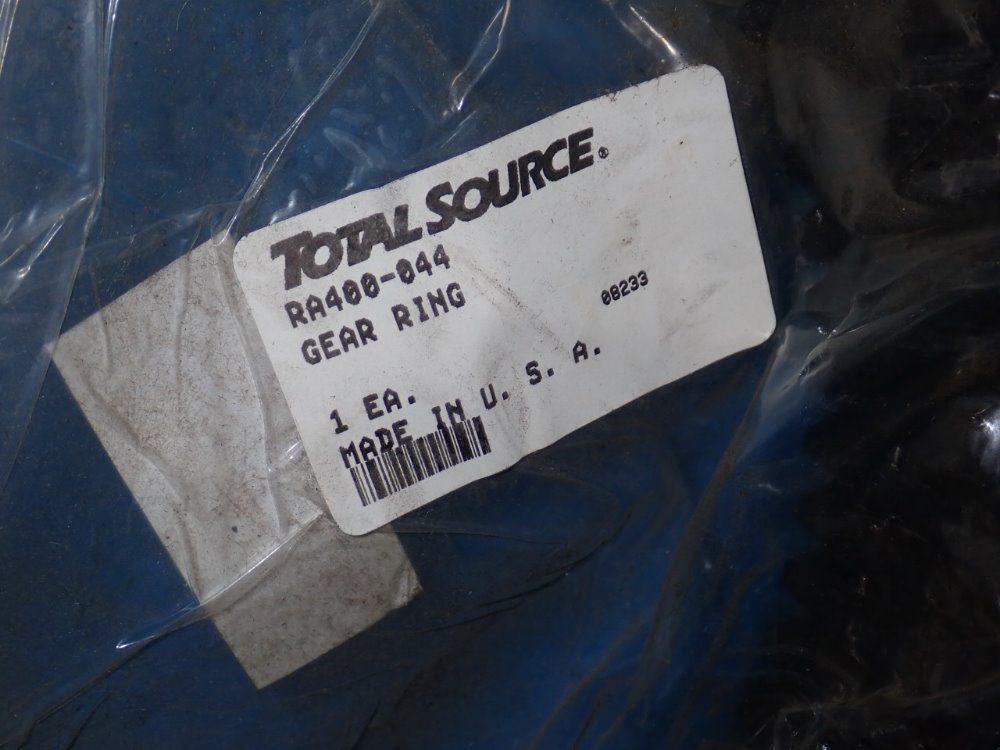 TOTAL SOURCE®
RA400-044
GEAR RING
08233
1 EA.
MADE IN U. S. A.